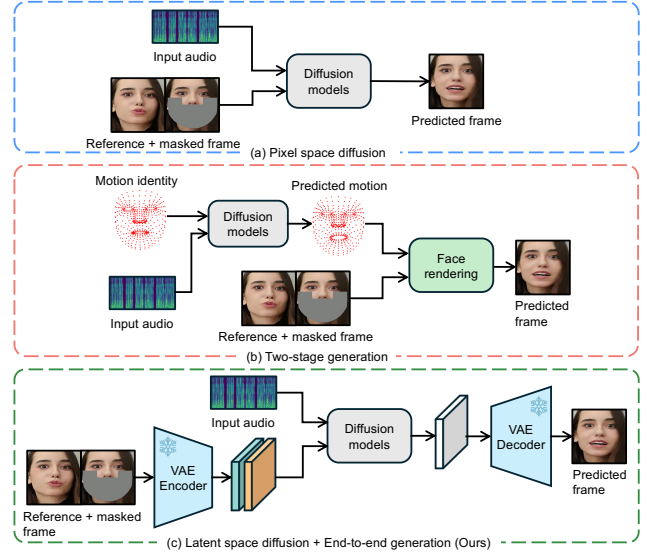 Input audio
Diffusion
models
Reference + masked frame
Predicted frame
(a) Pixel space diffusion
Motion identity
Predicted motion
Diffusion
models
Input audio
Face
rendering
Reference + masked frame
Predicted
frame
(b) Two-stage generation
Input audio
Diffusion
models
VAE
Encoder
VAE
Decoder
Reference + masked
frame
Predicted
frame
(c) Latent space diffusion + End-to-end generation (Ours)